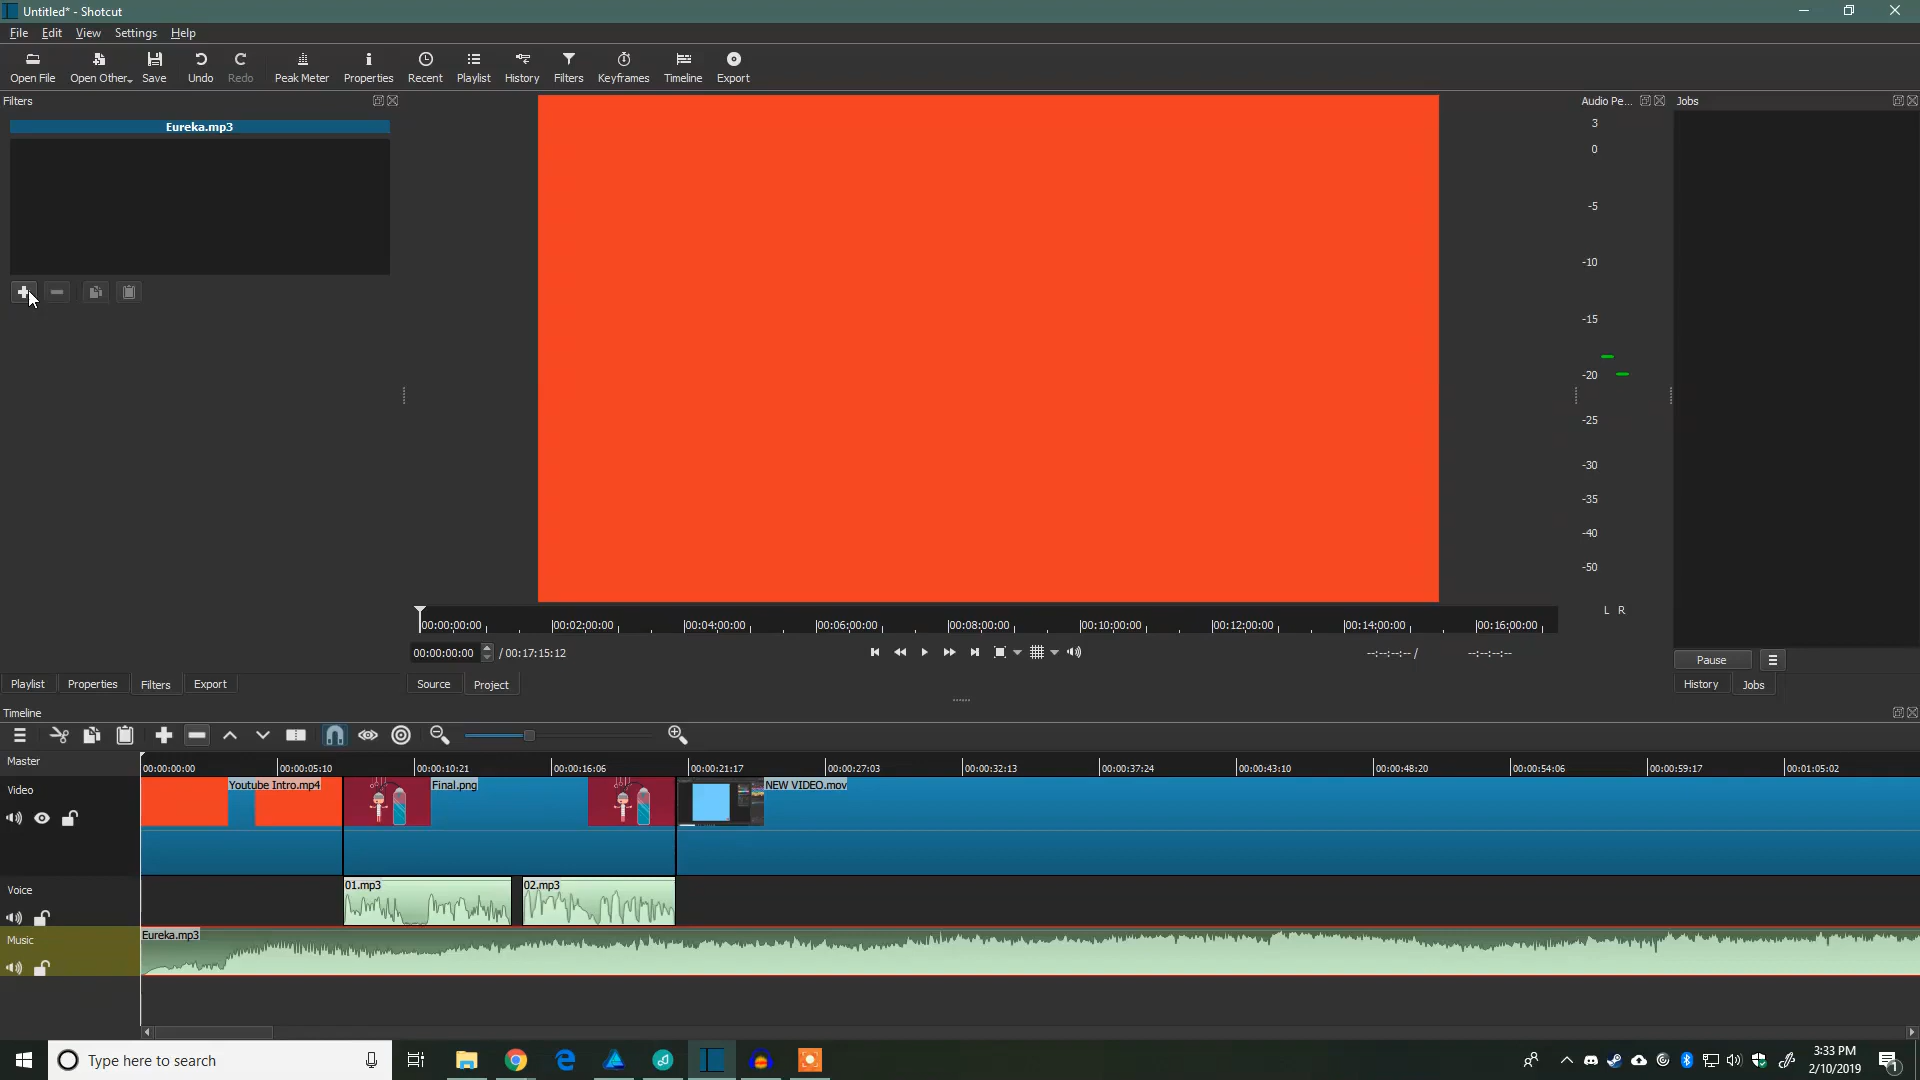 Untitled* - Shotcut
File Edit View Settings Help
Open File Open Other Save Undo Redo Peak Meter Properties Recent Playlist History Filters Keyframes Timeline Export
Filters
Audio Pe...
Jobs
Eureka.mp3
3
0
-5
-10
-15
-20
-25
-30
-35
-40
-50
L R
00:00:00:00 00:02:00:00 00:04:00:00 00:06:00:00 00:08:00:00 00:10:00:00 00:12:00:00 00:14:00:00 00:16:00:00
00:00:00:00 / 00:17:15:12
--:--:--:-- /
--:--:--:--
Pause
Playlist Properties Filters Export
Source Project
History Jobs
Timeline
Master
00:00:00:00 00:00:05:10 00:00:10:21 00:00:16:06 00:00:21:17 00:00:27:03 00:00:32:13 00:00:37:24 00:00:43:10 00:00:48:20 00:00:54:06 00:00:59:17 00:01:05:02
Video
Youtube Intro.mp4
Final.png
NEW VIDEO.mov
Voice
01.mp3
02.mp3
Music
Eureka.mp3
Type here to search
3:33 PM
2/10/2019
1